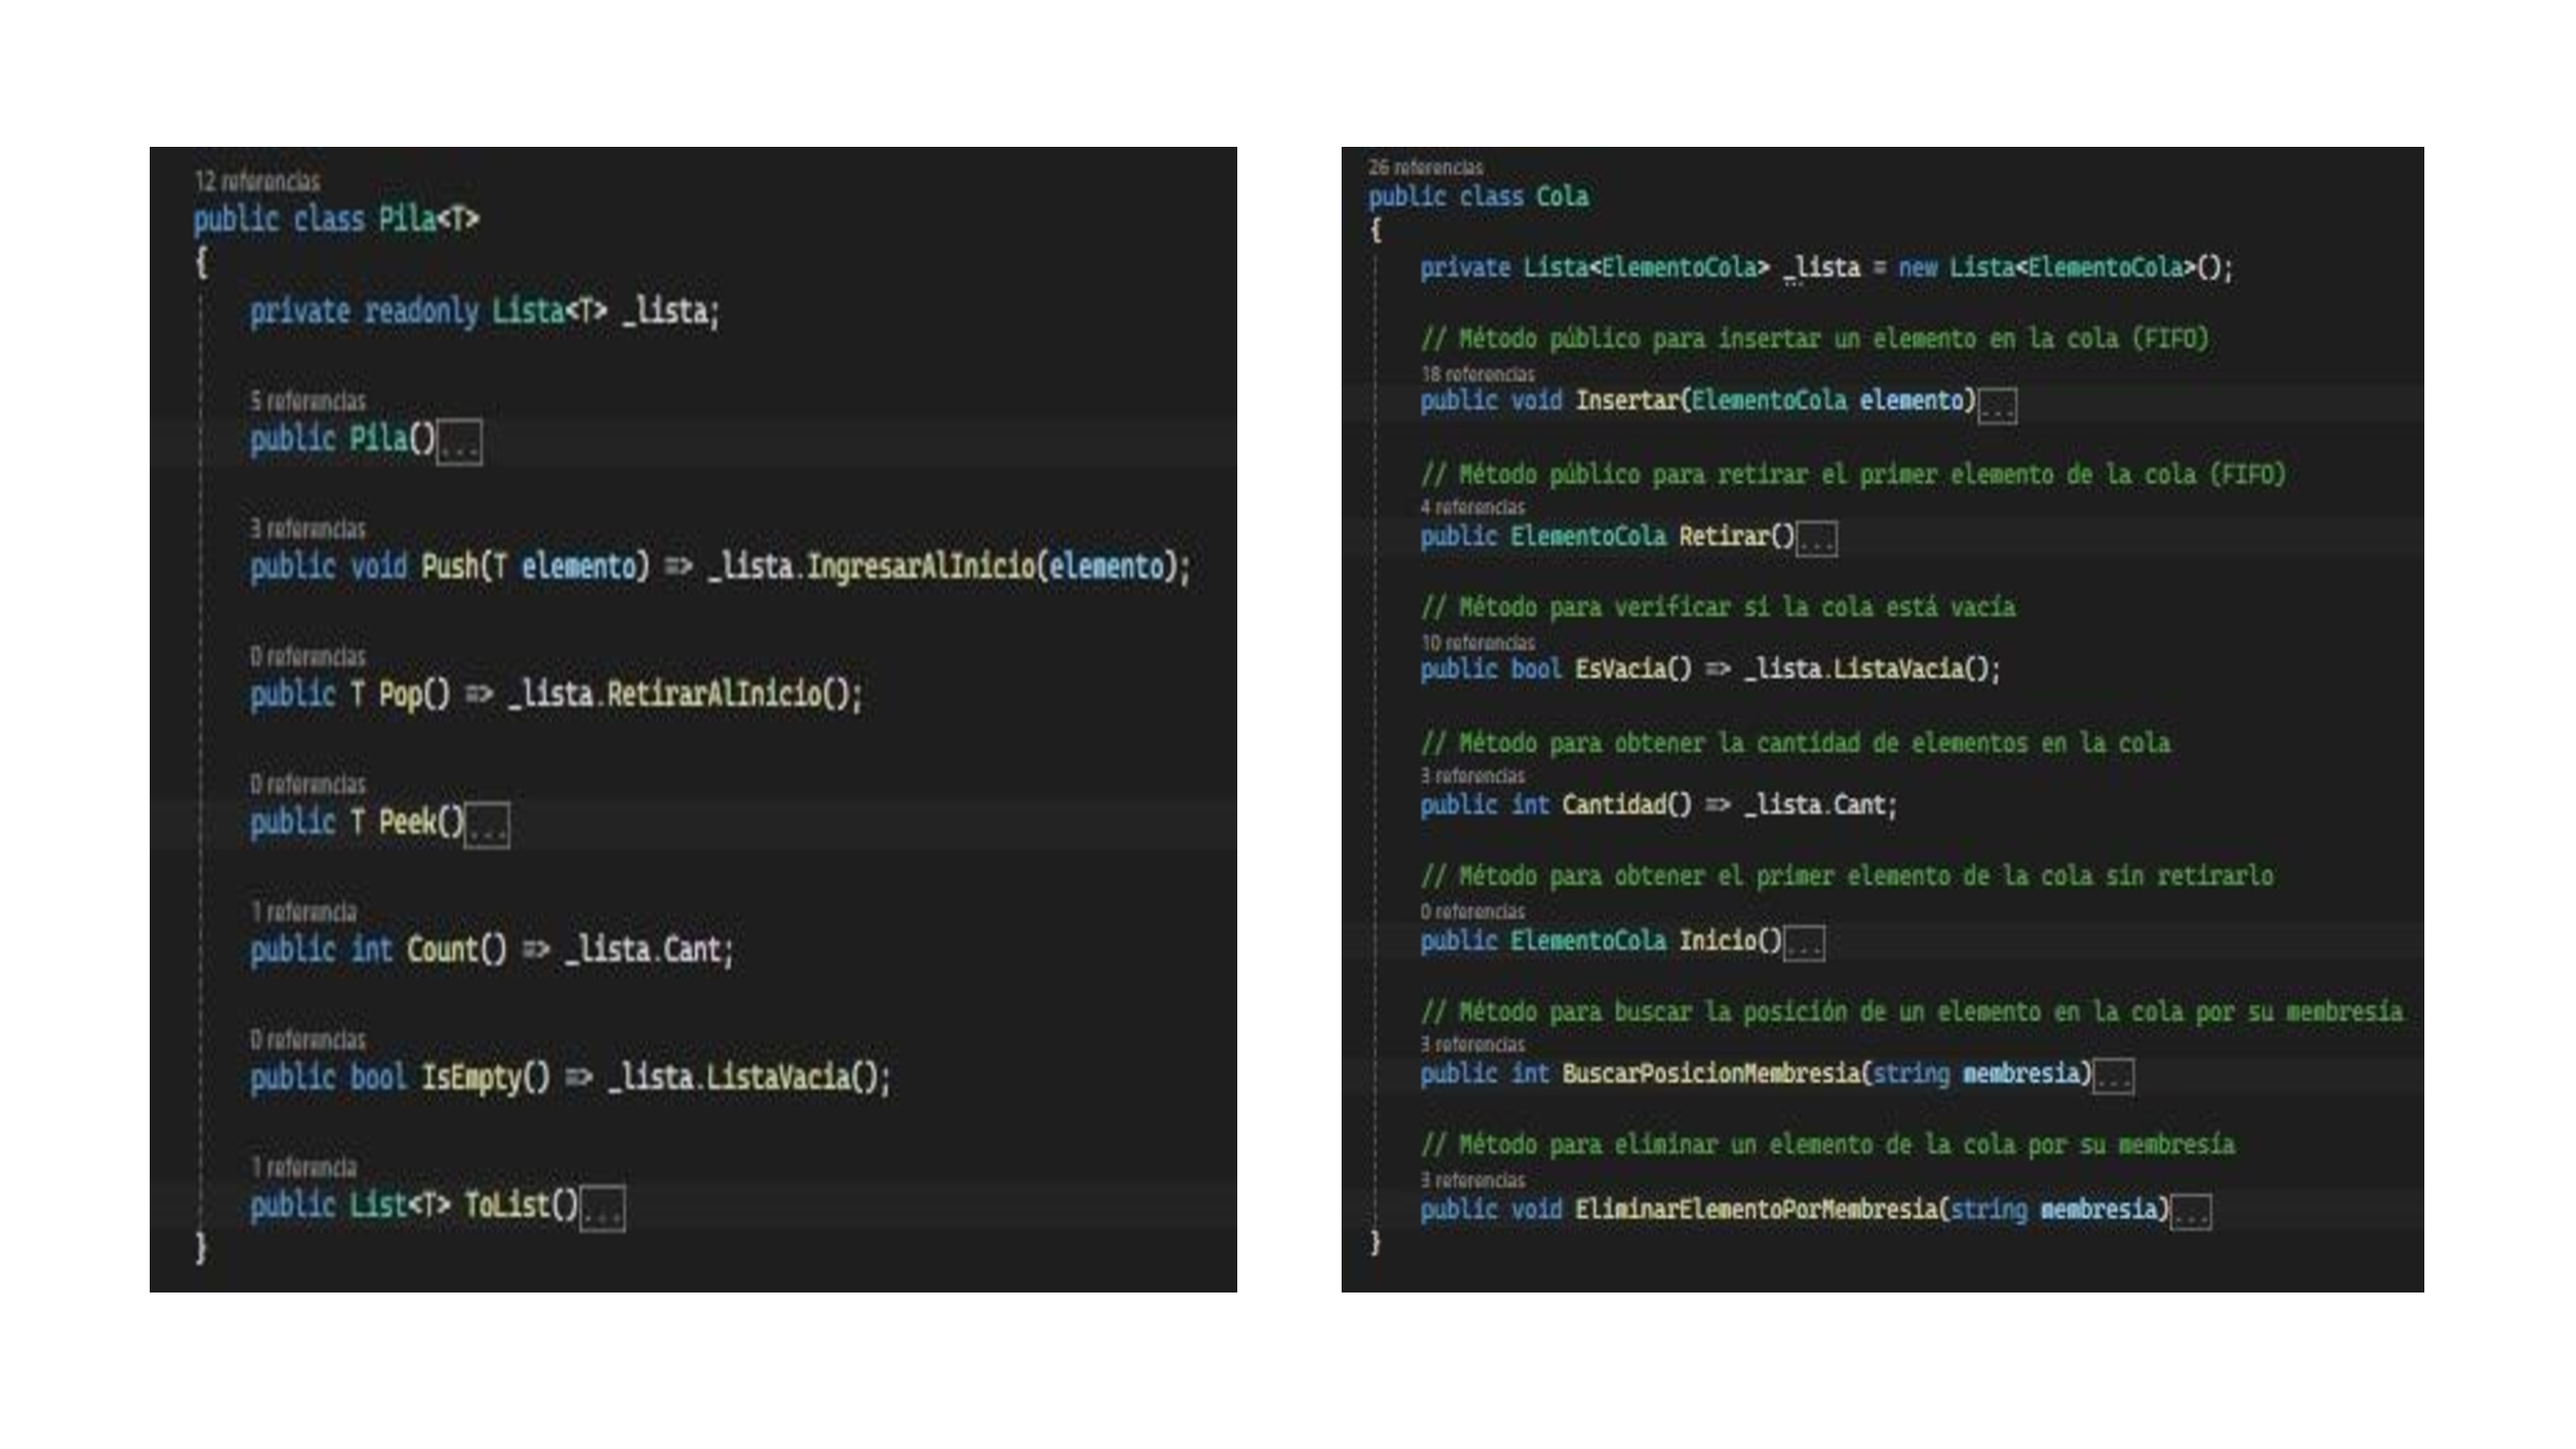 12 referencias
public class Pila<T>
{
private readonly Lista<T> _lista;
5 referencias
public Pila()...
3 referencias
public void Push(T elemento) => _lista.IngresarAlInicio(elemento);
0 referencias
public T Pop() => _lista.RetirarAlInicio();
0 referencias
public T Peek()...
1 referencia
public int Count() => _lista.Cant;
0 referencias
public bool IsEmpty() => _lista.ListaVacia();
1 referencia
public List<T> ToList()...
}
26 referencias
public class Cola
{
private Lista<ElementoCola> _lista = new Lista<ElementoCola>();
// Método público para insertar un elemento en la cola (FIFO)
18 referencias
public void Insertar(ElementoCola elemento)...
// Método público para retirar el primer elemento de la cola (FIFO)
4 referencias
public ElementoCola Retirar()...
// Método para verificar si la cola está vacía
10 referencias
public bool EsVacia() => _lista.ListaVacia();
// Método para obtener la cantidad de elementos en la cola
3 referencias
public int Cantidad() => _lista.Cant;
// Método para obtener el primer elemento de la cola sin retirarlo
0 referencias
public ElementoCola Inicio()...
// Método para buscar la posición de un elemento en la cola por su membresía
3 referencias
public int BuscarPosicionMembresia(string membresia)...
// Método para eliminar un elemento de la cola por su membresía
3 referencias
public void EliminarElementoPorMembresia(string membresia)...
}